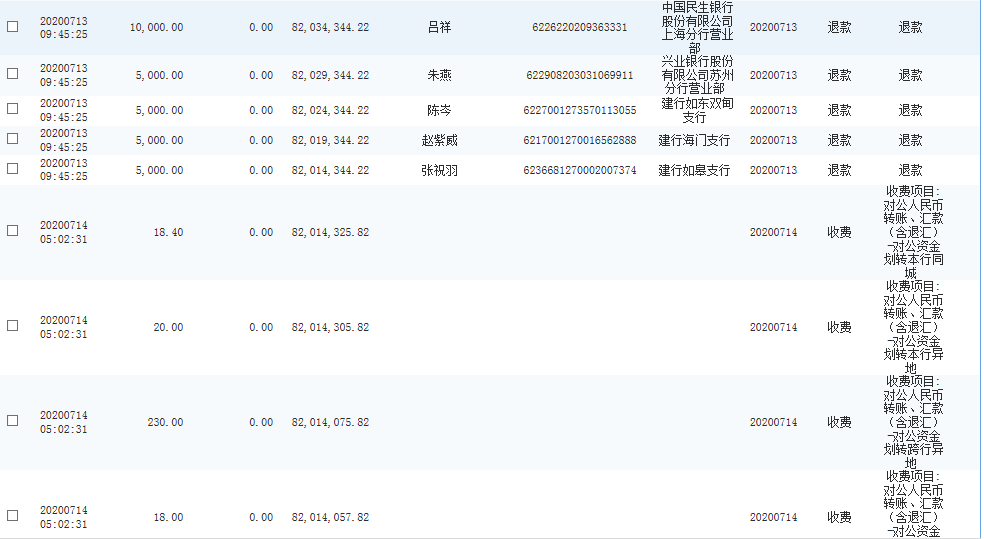 中国民生银行
股份有限公司
上海分行营业
部
20200713
09:45:25
10,000.00
0.00
82,034,344.22
吕祥
6226220209363331
20200713
退款
退款
兴业银行股份
有限公司苏州
分行营业部
20200713
09:45:25
5,000.00
0.00
82,029,344.22
朱燕
622908203031069911
20200713
退款
退款
建行如东双甸
支行
20200713
09:45:25
5,000.00
0.00
82,024,344.22
陈岑
6227001273570113055
20200713
退款
退款
20200713
09:45:25
5,000.00
0.00
82,019,344.22
赵紫威
6217001270016562888
建行海门支行
20200713
退款
退款
20200713
09:45:25
5,000.00
0.00
82,014,344.22
张祝羽
6236681270002007374
建行如皋支行
20200713
退款
退款
20200714
05:02:31
18.40
0.00
82,014,325.82
20200714
收费
收费项目:
对公人民币
转账、汇款
（含退汇）
-对公资金
划转本行同
城
20200714
05:02:31
20.00
0.00
82,014,305.82
20200714
收费
收费项目:
对公人民币
转账、汇款
（含退汇）
-对公资金
划转本行异
地
20200714
05:02:31
230.00
0.00
82,014,075.82
20200714
收费
收费项目:
对公人民币
转账、汇款
（含退汇）
-对公资金
划转跨行异
地
20200714
05:02:31
18.00
0.00
82,014,057.82
20200714
收费
收费项目:
对公人民币
转账、汇款
（含退汇）
-对公资金